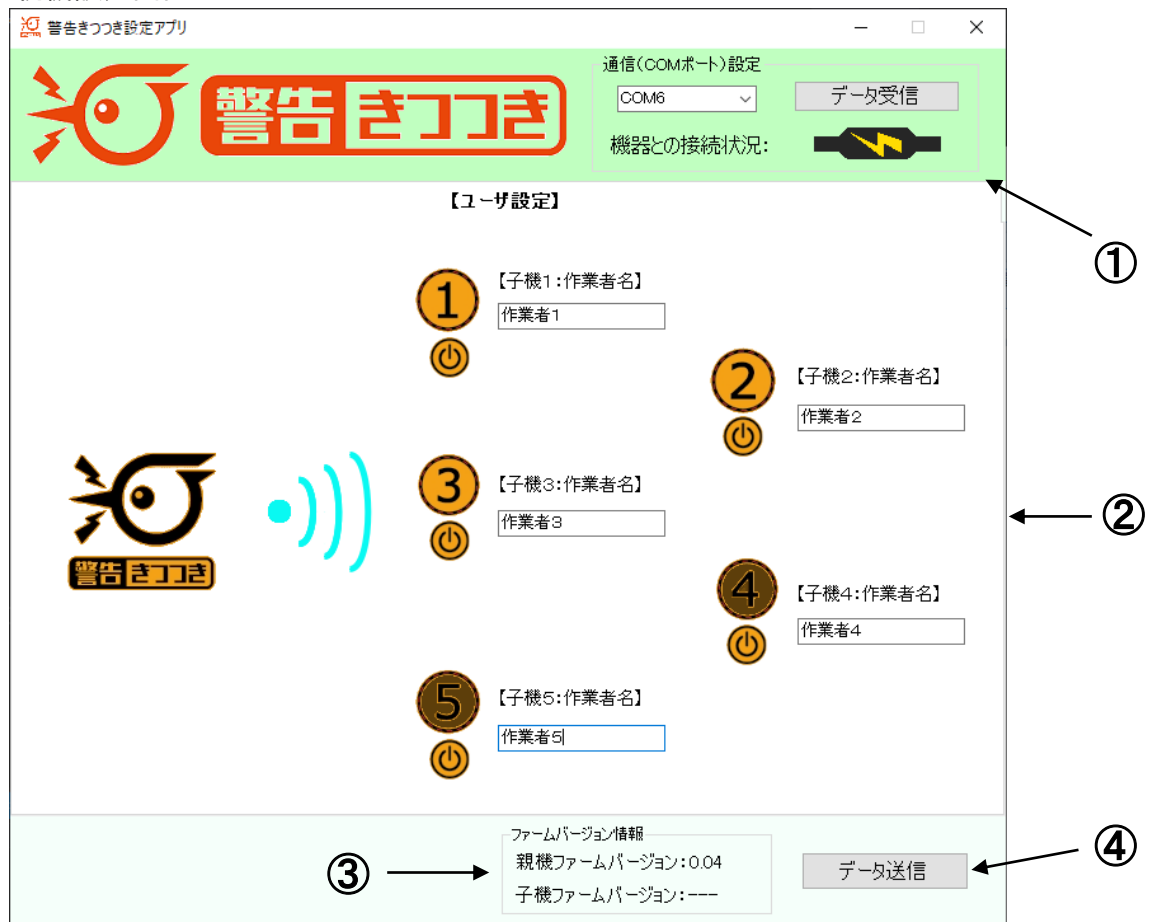 警告きつつき設定アプリ
警告きつつき
通信(COMポート)設定
COM6
データ受信
機器との接続状況:
①
【ユーザ設定】
1
【子機1:作業者名】
作業者1
2
【子機2:作業者名】
作業者2
3
【子機3:作業者名】
作業者3
②
警告きつつき
4
【子機4:作業者名】
作業者4
5
【子機5:作業者名】
作業者5
ファームバージョン情報
親機ファームバージョン:0.04
子機ファームバージョン:---
③
データ送信
④